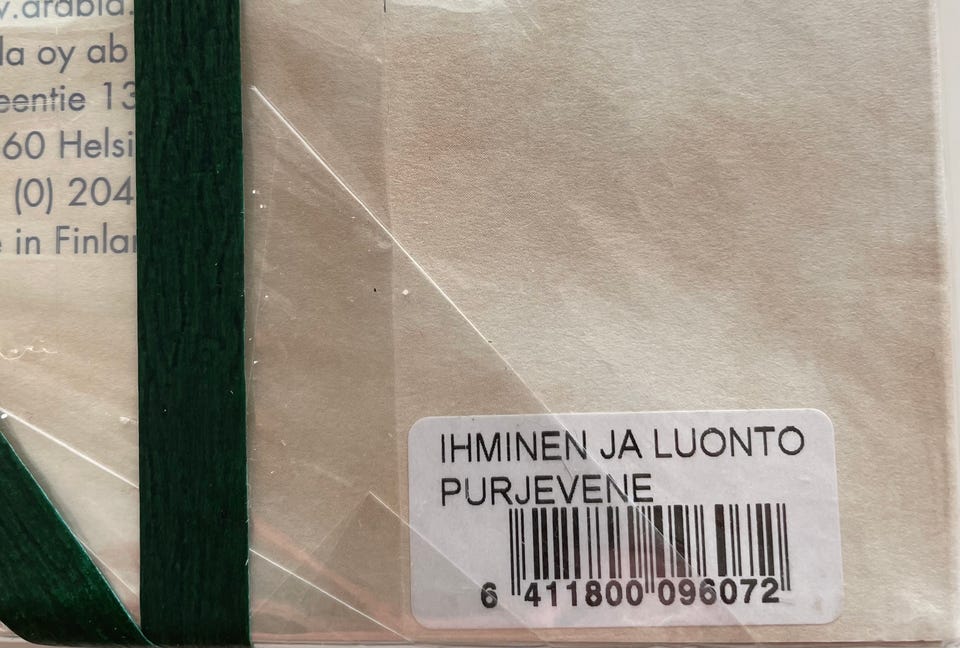 w.arabia.
la oy ab
eentie 13
60 Helsi
(0) 204
e in Finlan
IHMINEN JA LUONTO
PURJEVENE
6 411800 096072